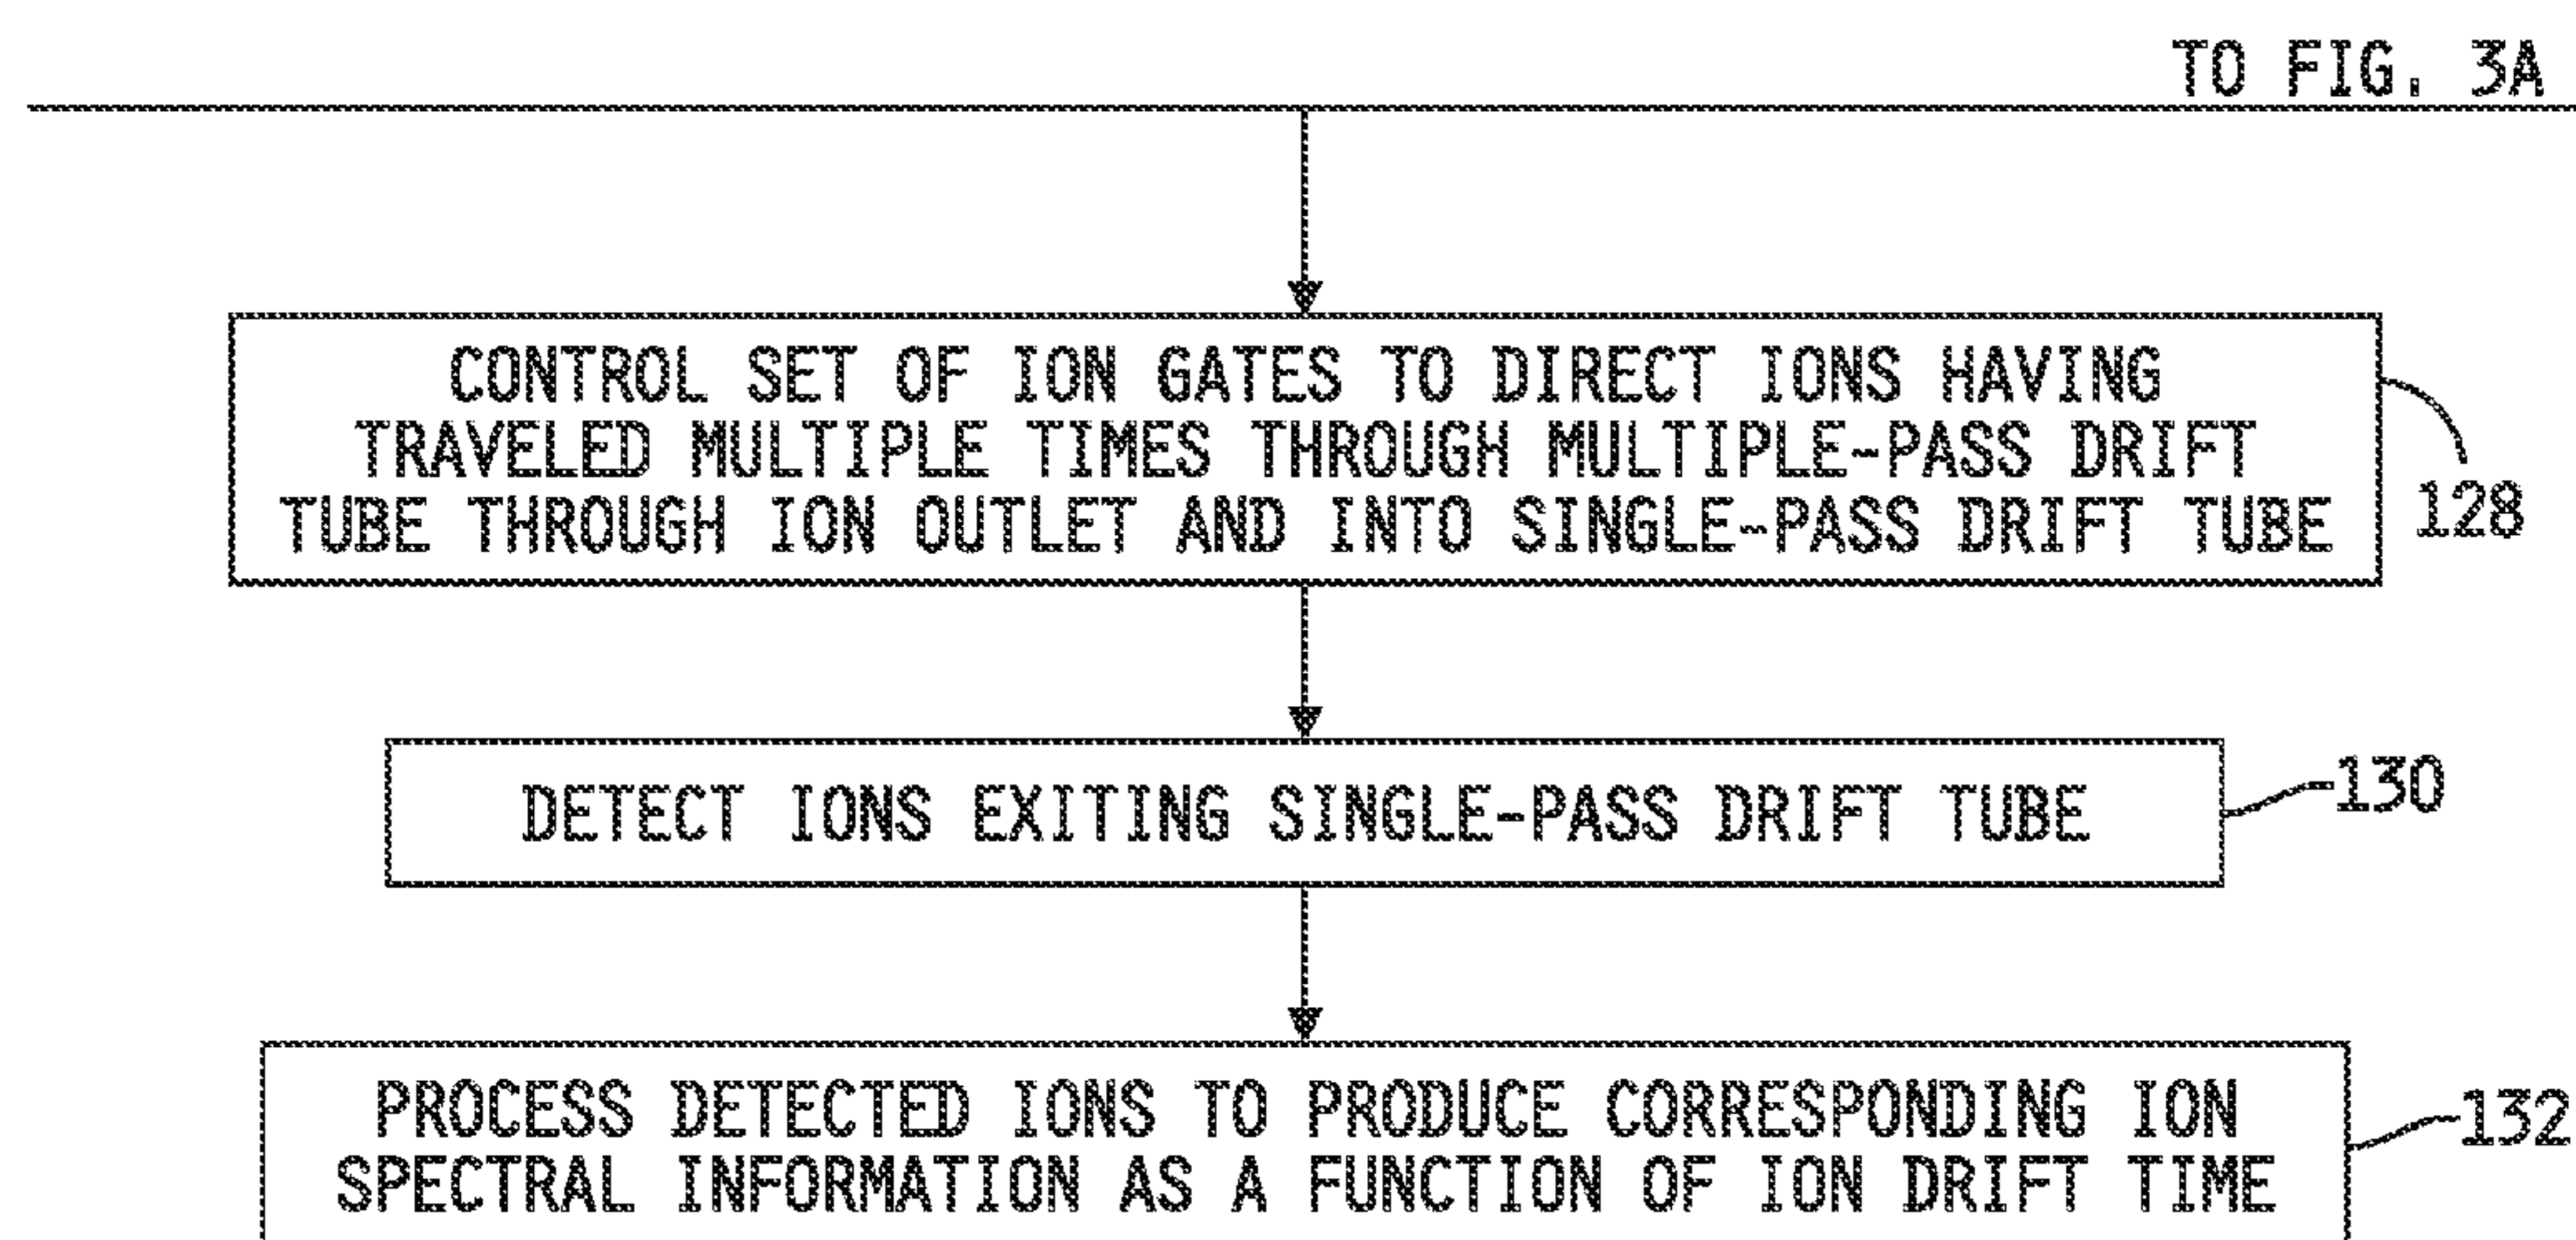 TO FIG. 3A
CONTROL SET OF ION GATES TO DIRECT IONS HAVING
TRAVELED MULTIPLE TIMES THROUGH MULTIPLE-PASS DRIFT
TUBE THROUGH ION OUTLET AND INTO SINGLE-PASS DRIFT TUBE
128
DETECT IONS EXITING SINGLE-PASS DRIFT TUBE
130
PROCESS DETECTED IONS TO PRODUCE CORRESPONDING ION
SPECTRAL INFORMATION AS A FUNCTION OF ION DRIFT TIME
132